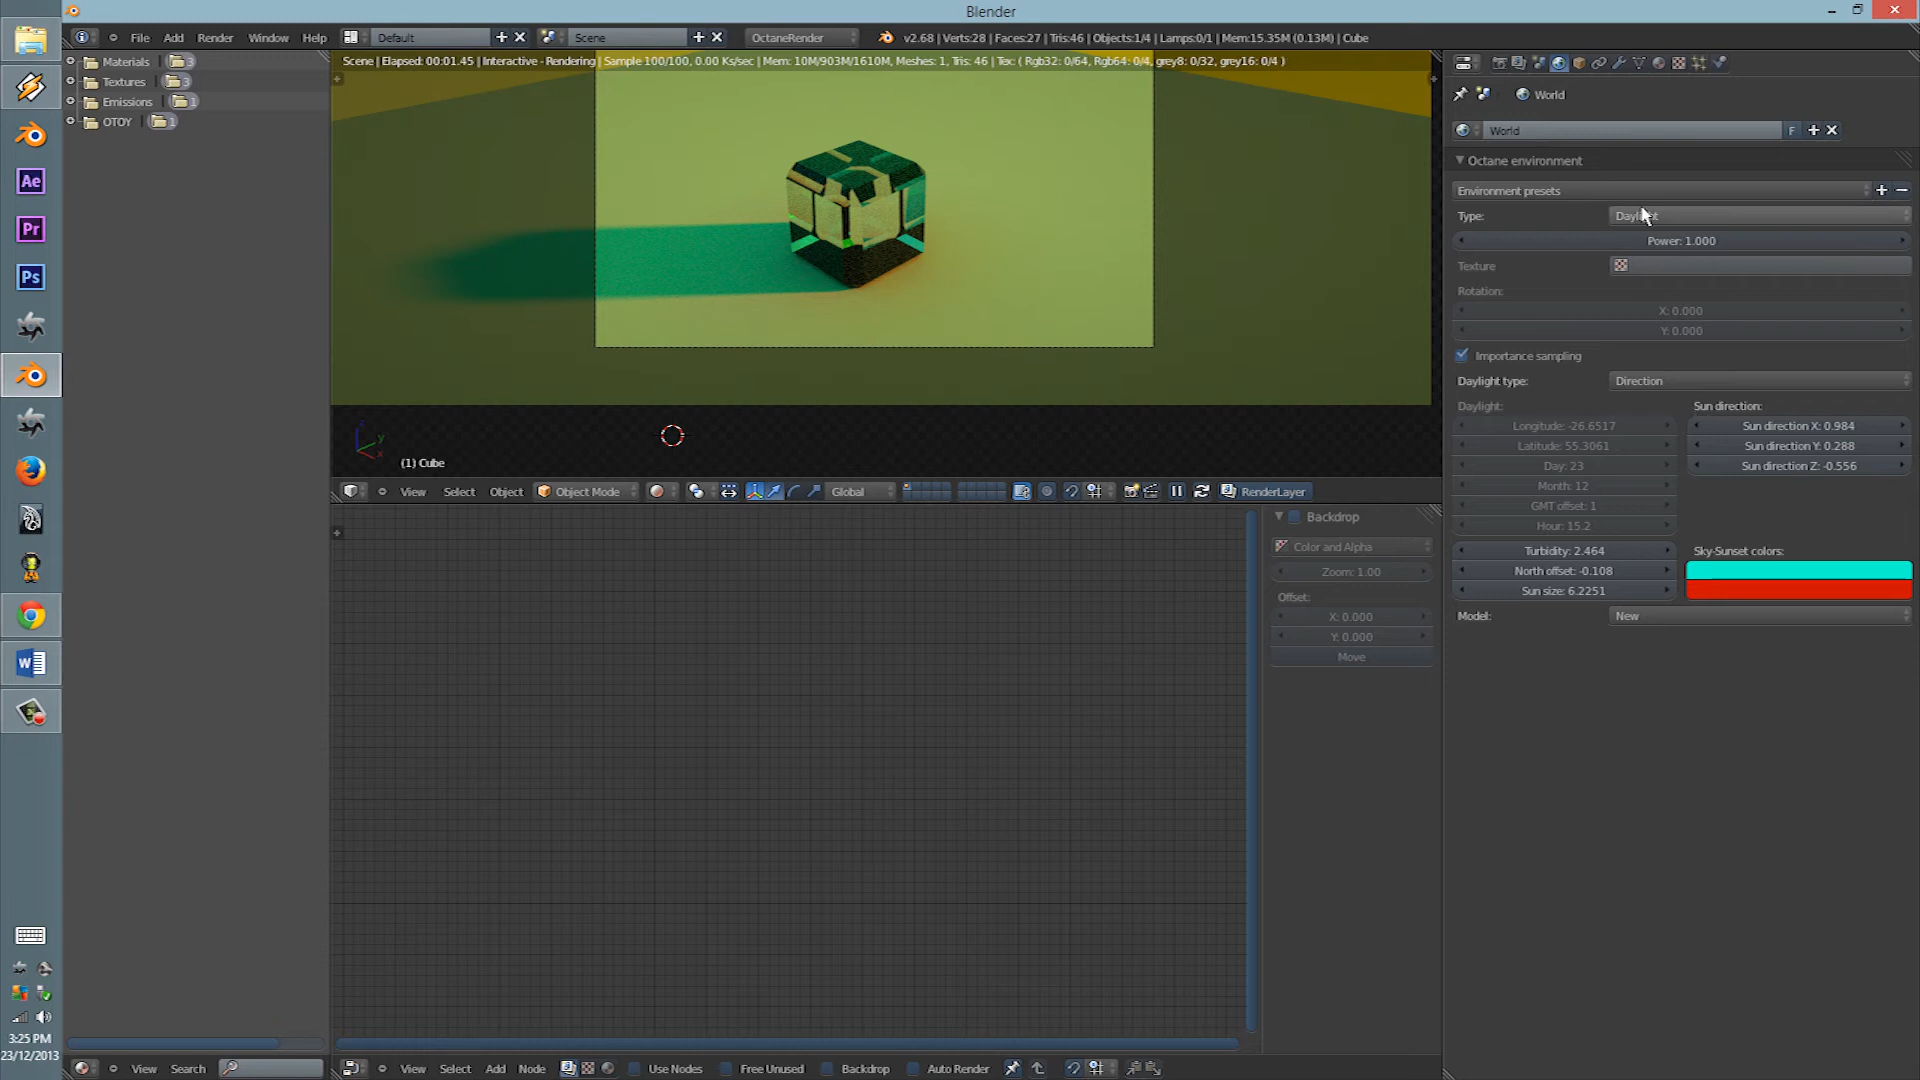 Blender
File Add Render Window Help Default Scene OctaneRender v2.68 | Verts:28 | Faces:27 | Tris:46 | Objects:1/4 | Lamps:0/1 | Mem:15.35M (0.13M) | Cube
Materials 3
Textures 3
Emissions 1
OTOY 1
Scene | Elapsed: 00:01.45 | Interactive - Rendering | Sample 100/100, 0.00 Ks/sec | Mem: 10M/903M/1610M, Meshes: 1, Tris: 46 | Tex: ( Rgb32: 0/64, Rgb64: 0/4, grey8: 0/32, grey16: 0/4 )
(1) Cube
View Select Object Object Mode Global RenderLayer
Backdrop
Color and Alpha
Zoom: 1.00
Offset:
X: 0.000
Y: 0.000
Move
World
World F
Octane environment
Environment presets
Type: Daylight
Power: 1.000
Texture
Rotation:
X: 0.000
Y: 0.000
Importance sampling
Daylight type: Direction
Daylight: Sun direction:
Longitude: -26.6517 Sun direction X: 0.984
Latitude: 55.3061 Sun direction Y: 0.288
Day: 23 Sun direction Z: -0.556
Month: 12
GMT offset: 1
Hour: 15.2
Turbidity: 2.464 Sky-Sunset colors:
North offset: -0.108
Sun size: 6.2251
Model: New
Ae
Pr
Ps
W
3:25 PM
23/12/2013
View Search
View Select Add Node Use Nodes Free Unused Backdrop Auto Render